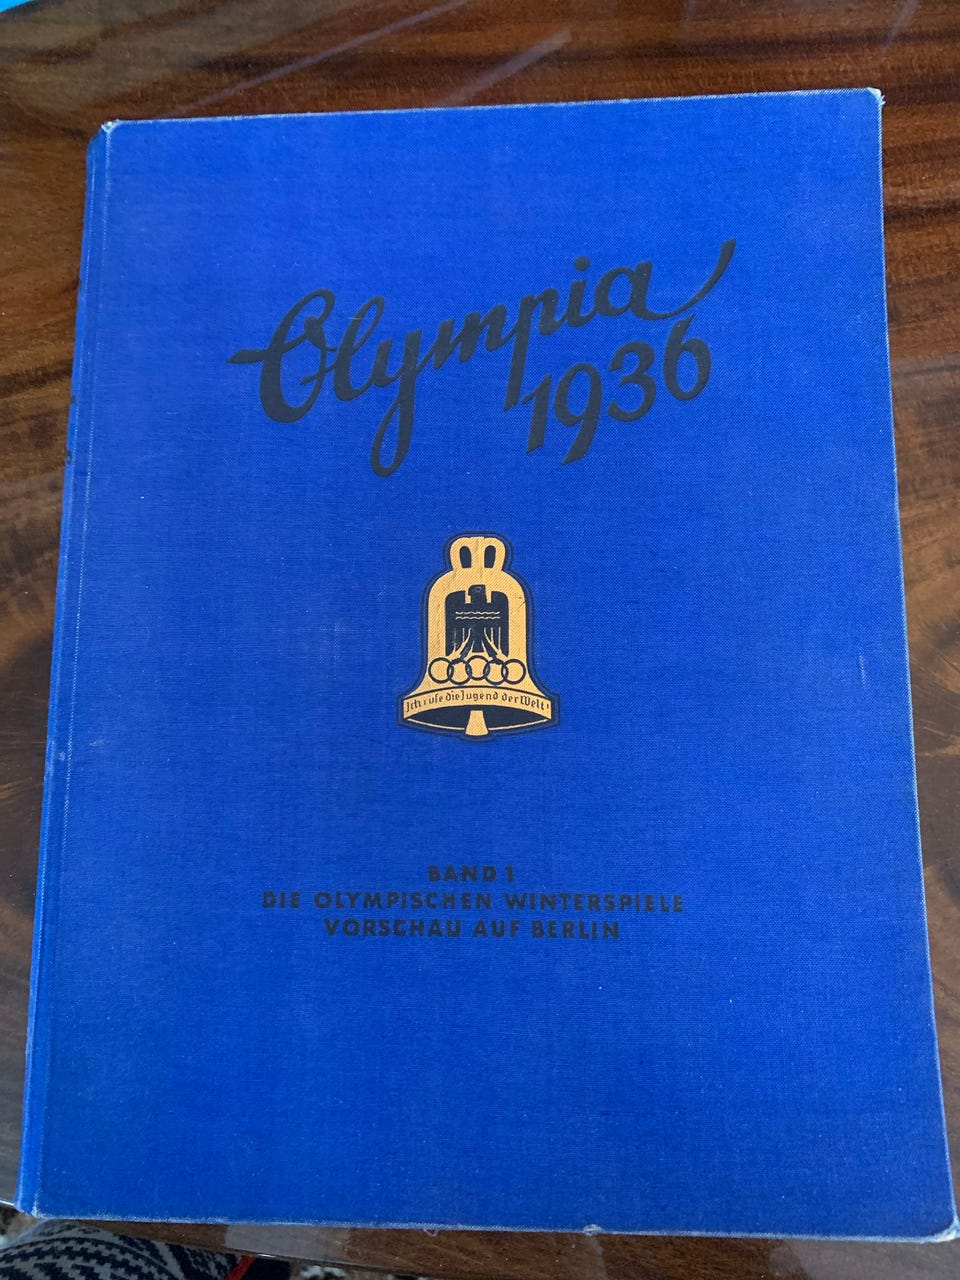 Olympia
1936
Ich rufe die Jugend der Welt!
BAND 1
DIE OLYMPISCHEN WINTERSPIELE
VORSCHAU AUF BERLIN